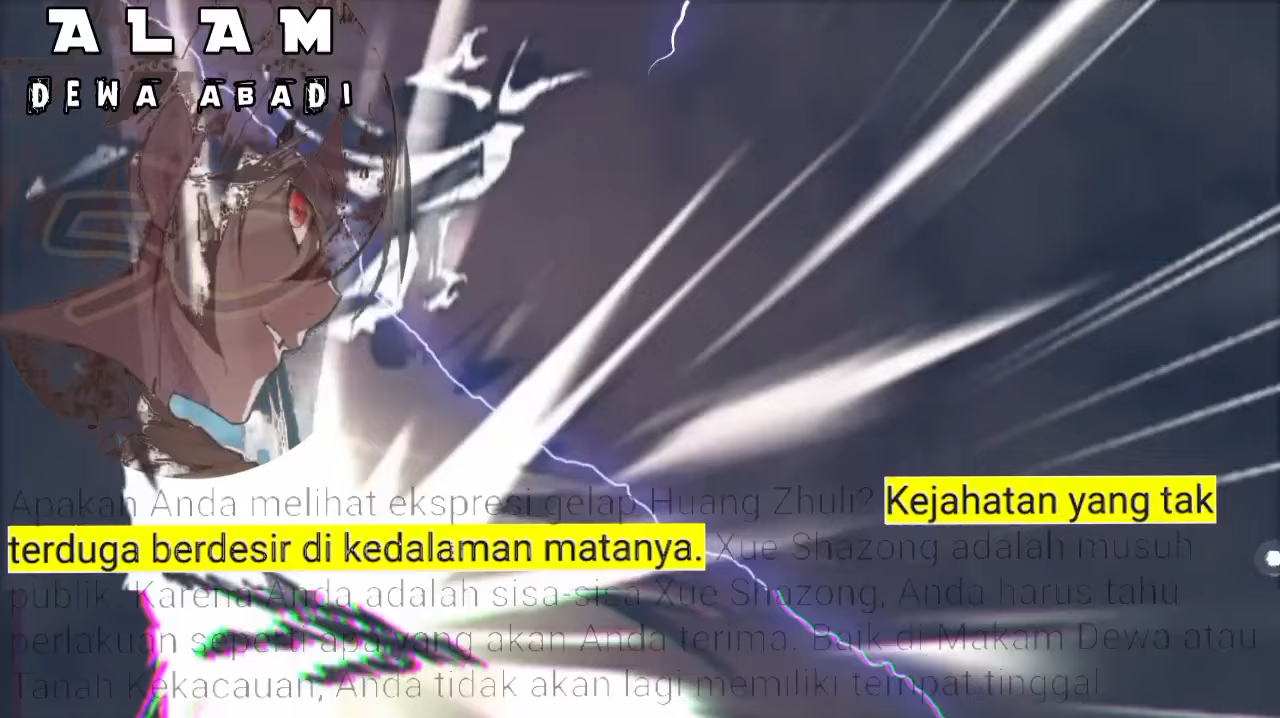 ALAM
DEWA ABADI
Apakah Anda melihat ekspresi gelap Huang Zhuli? Kejahatan yang tak
terduga berdesir di kedalaman matanya. Xue Shazong adalah musuh
publik. Karena Anda adalah sisa-sisa Xue Shazong, Anda harus tahu
perlakuan seperti apa yang akan Anda terima. Baik di Makam Dewa atau
Tanah Kekacauan, Anda tidak akan lagi memiliki tempat tinggal